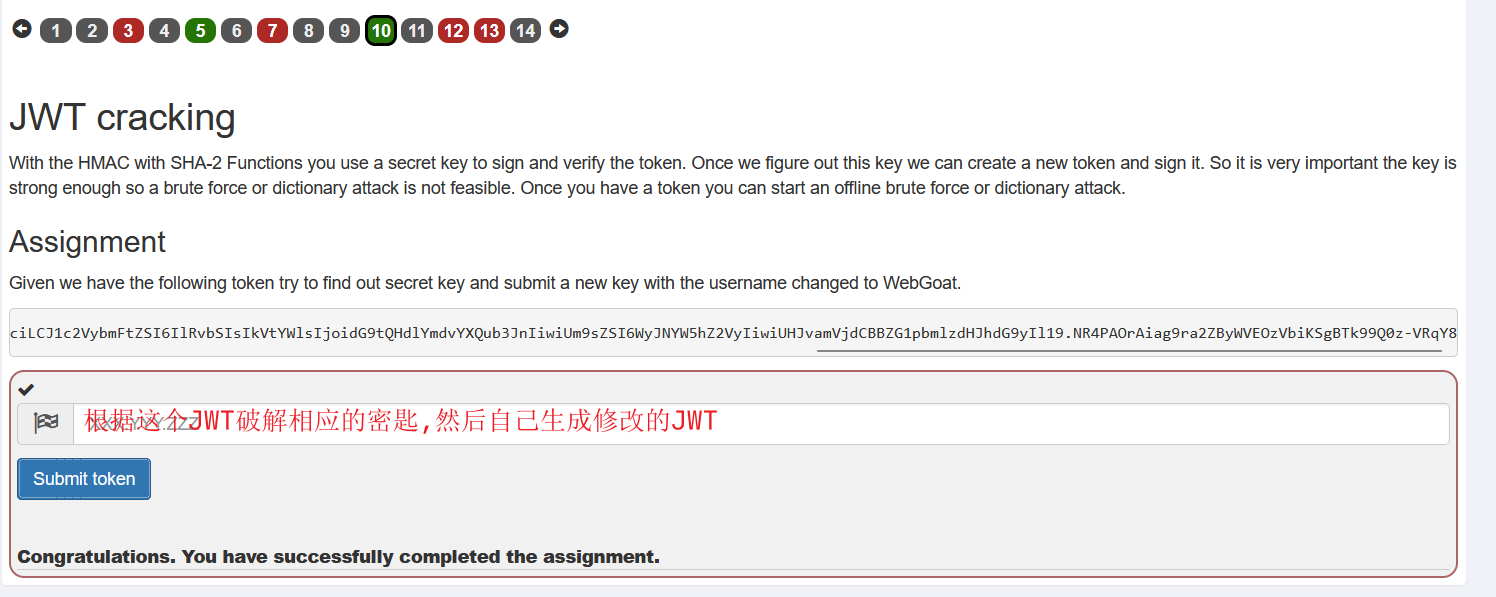 1 2 3 4 5 6 7 8 9 10 11 12 13 14
JWT cracking
With the HMAC with SHA-2 Functions you use a secret key to sign and verify the token. Once we figure out this key we can create a new token and sign it. So it is very important the key is
strong enough so a brute force or dictionary attack is not feasible. Once you have a token you can start an offline brute force or dictionary attack.
Assignment
Given we have the following token try to find out secret key and submit a new key with the username changed to WebGoat.
ciLCJ1c2VybmFtZSI6IlRvbSIsIkVtYWlsIjoidG9tQHdlYmdvYXQub3JnIiwiUm9sZSI6WyJNYW5hZ2VyIiwiUHJvamVjdCBBZG1pbmlzdHJhdG9yIl19.NR4PAOrAiag9ra2ZByWVEOzVbiKSgBTk99Q0z-VRqY8
根据这个JWT破解相应的密匙,然后自己生成修改的JWT
Submit token
Congratulations. You have successfully completed the assignment.